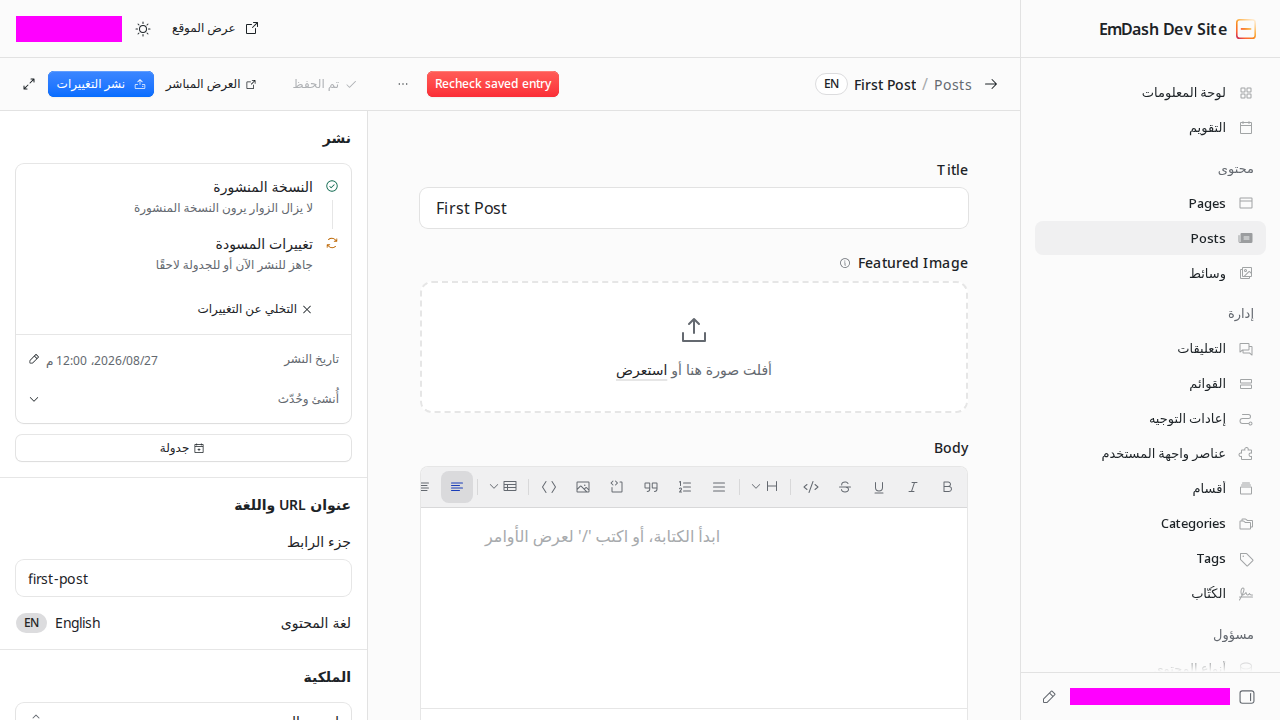 EmDash Dev Site
عرض الموقع
Posts / First Post
EN
Recheck saved entry
تم الحفظ
العرض المباشر
نشر التغييرات
لوحة المعلومات
التقويم
محتوى
Pages
Posts
وسائط
إدارة
التعليقات
القوائم
إعادات التوجيه
عناصر واجهة المستخدم
أقسام
Categories
Tags
الكُتّاب
مسؤول
أنواع المحتوى
Title
First Post
Featured Image
أفلت صورة هنا أو استعرض
Body
ابدأ الكتابة، أو اكتب '/' لعرض الأوامر
نشر
النسخة المنشورة
لا يزال الزوار يرون النسخة المنشورة
تغييرات المسودة
جاهز للنشر الآن أو للجدولة لاحقًا
التخلي عن التغييرات
تاريخ النشر
27/08/2026، 12:00 م
أُنشئ وحُدّث
جدولة
عنوان URL واللغة
جزء الرابط
first-post
لغة المحتوى
English
EN
الملكية